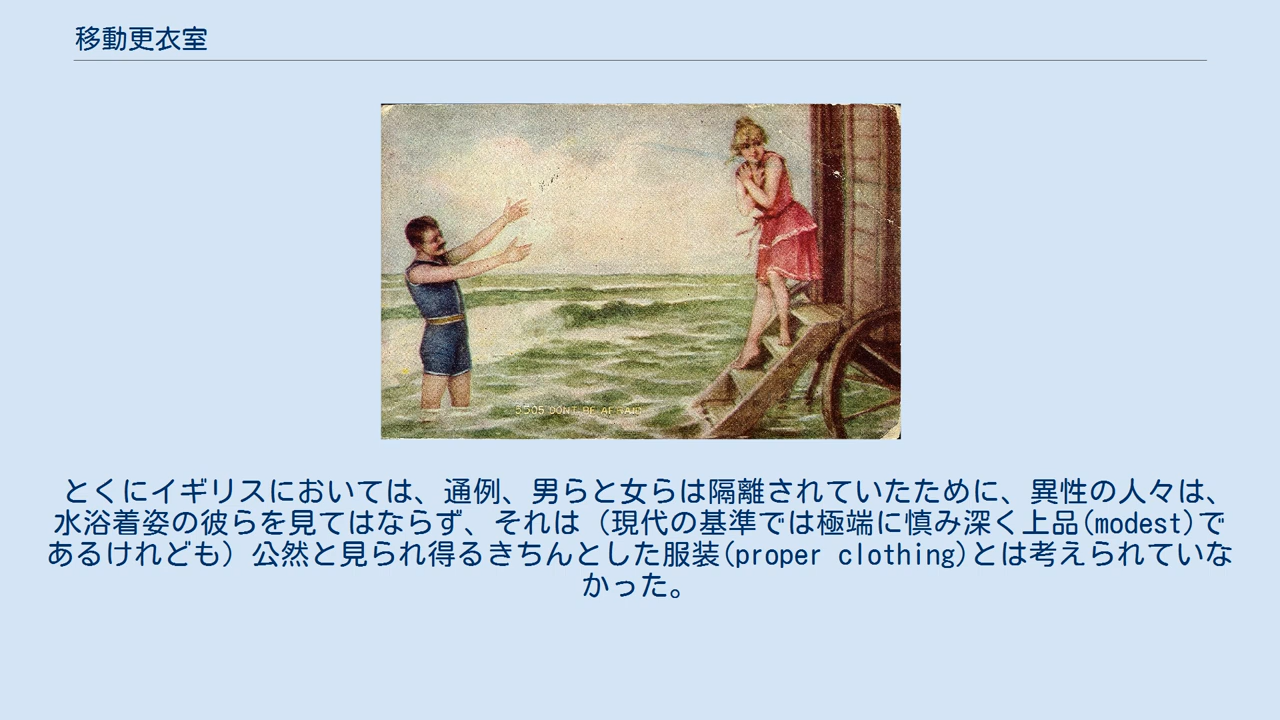 移動更衣室
5505 DON'T BE AFRAID
とくにイギリスにおいては、通例、男らと女らは隔離されていたために、異性の人々は、
水浴着姿の彼らを見てはならず、それは（現代の基準では極端に慎み深く上品(modest)で
あるけれども）公然と見られ得るきちんとした服装(proper clothing)とは考えられていな
かった。